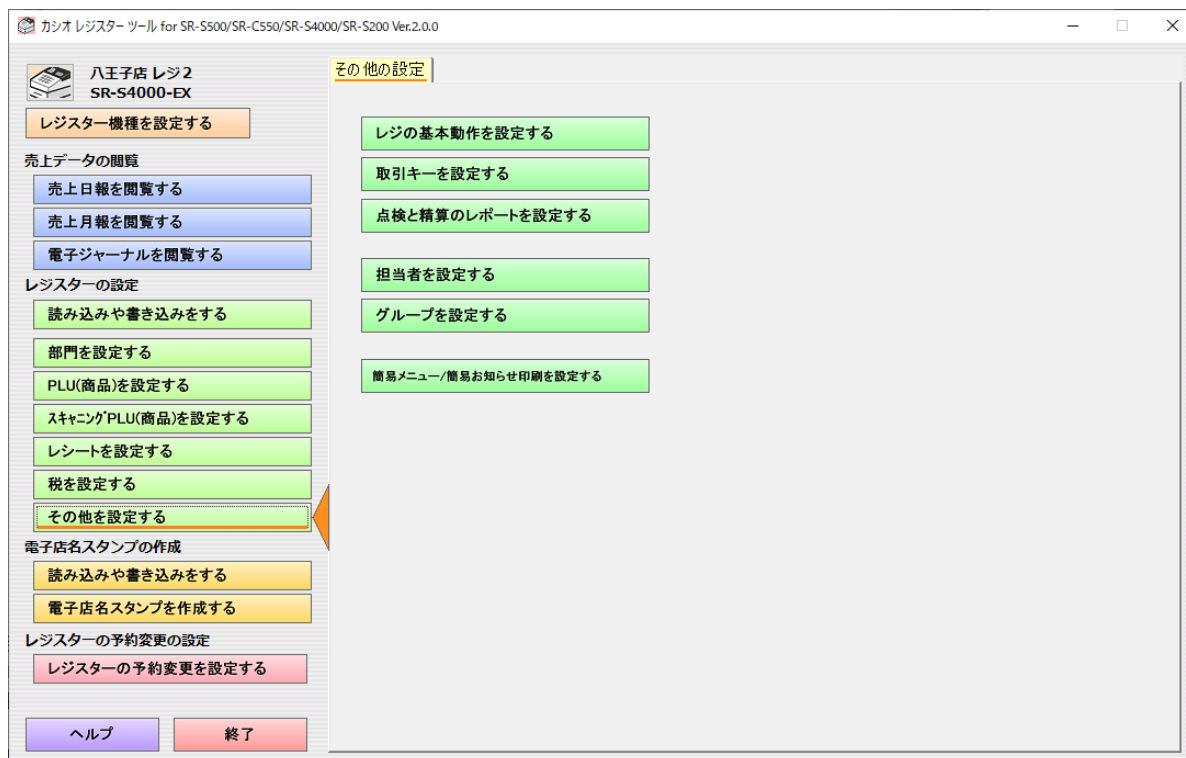 カシオ レジスター ツール for SR-S500/SR-C550/SR-S4000/SR-S200 Ver.2.0.0
八王子店 レジ2
SR-S4000-EX
レジスター機種を設定する
売上データの閲覧
売上日報を閲覧する
売上月報を閲覧する
電子ジャーナルを閲覧する
レジスターの設定
読み込みや書き込みをする
部門を設定する
PLU(商品)を設定する
ｽｷｬﾆﾝｸﾞPLU(商品)を設定する
レシートを設定する
税を設定する
その他を設定する
電子店名スタンプの作成
読み込みや書き込みをする
電子店名スタンプを作成する
レジスターの予約変更の設定
レジスターの予約変更を設定する
ヘルプ
終了
その他の設定
レジの基本動作を設定する
取引キーを設定する
点検と精算のレポートを設定する
担当者を設定する
グループを設定する
簡易メニュー/簡易お知らせ印刷を設定する